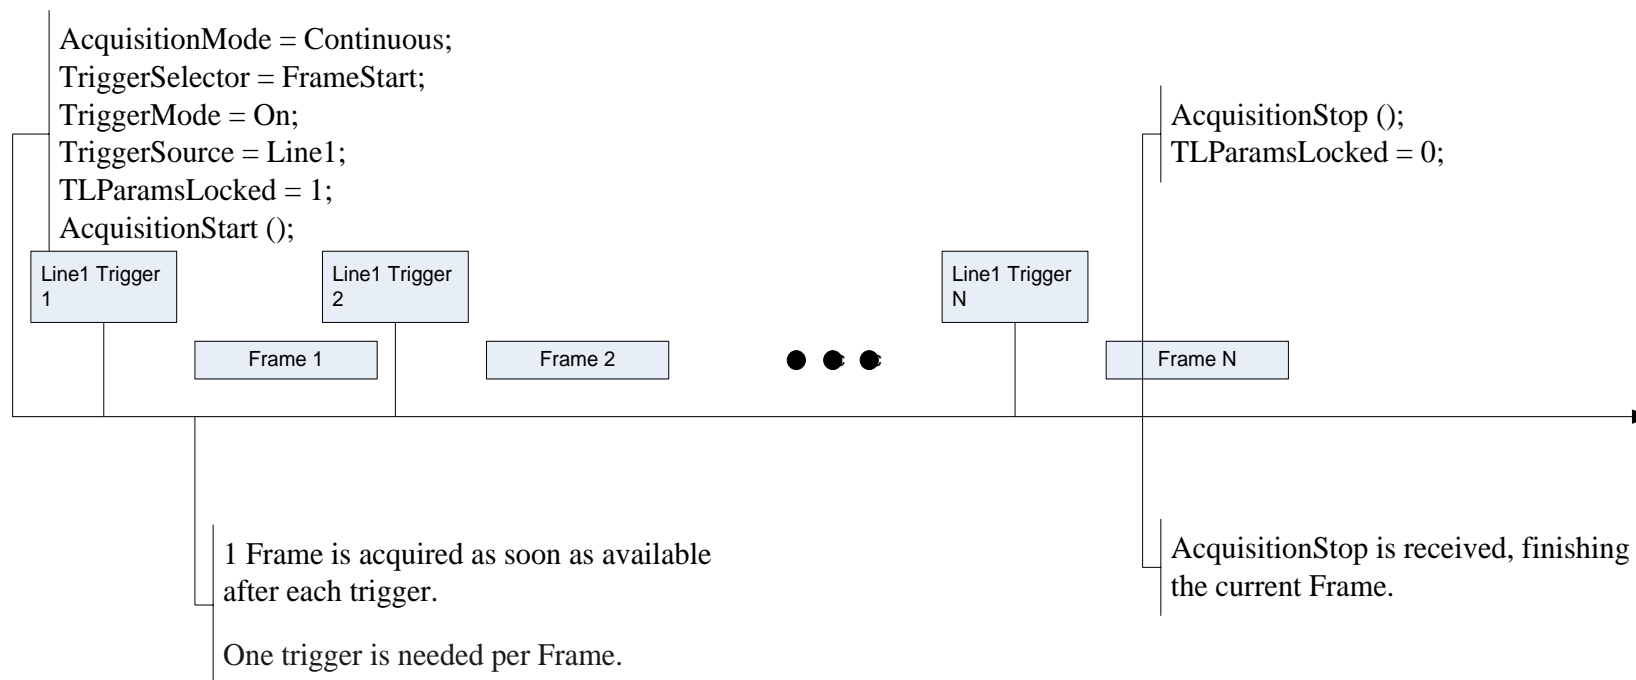 AcquisitionMode = Continuous;
TriggerSelector = FrameStart;
TriggerMode = On;
TriggerSource = Line1;
TLParamsLocked = 1;
AcquisitionStart ();
AcquisitionStop ();
TLParamsLocked = 0;
Line1 Trigger
1
Line1 Trigger
2
Line1 Trigger
N
Frame 1
Frame 2
Frame N
1 Frame is acquired as soon as available
after each trigger.
One trigger is needed per Frame.
AcquisitionStop is received, finishing
the current Frame.